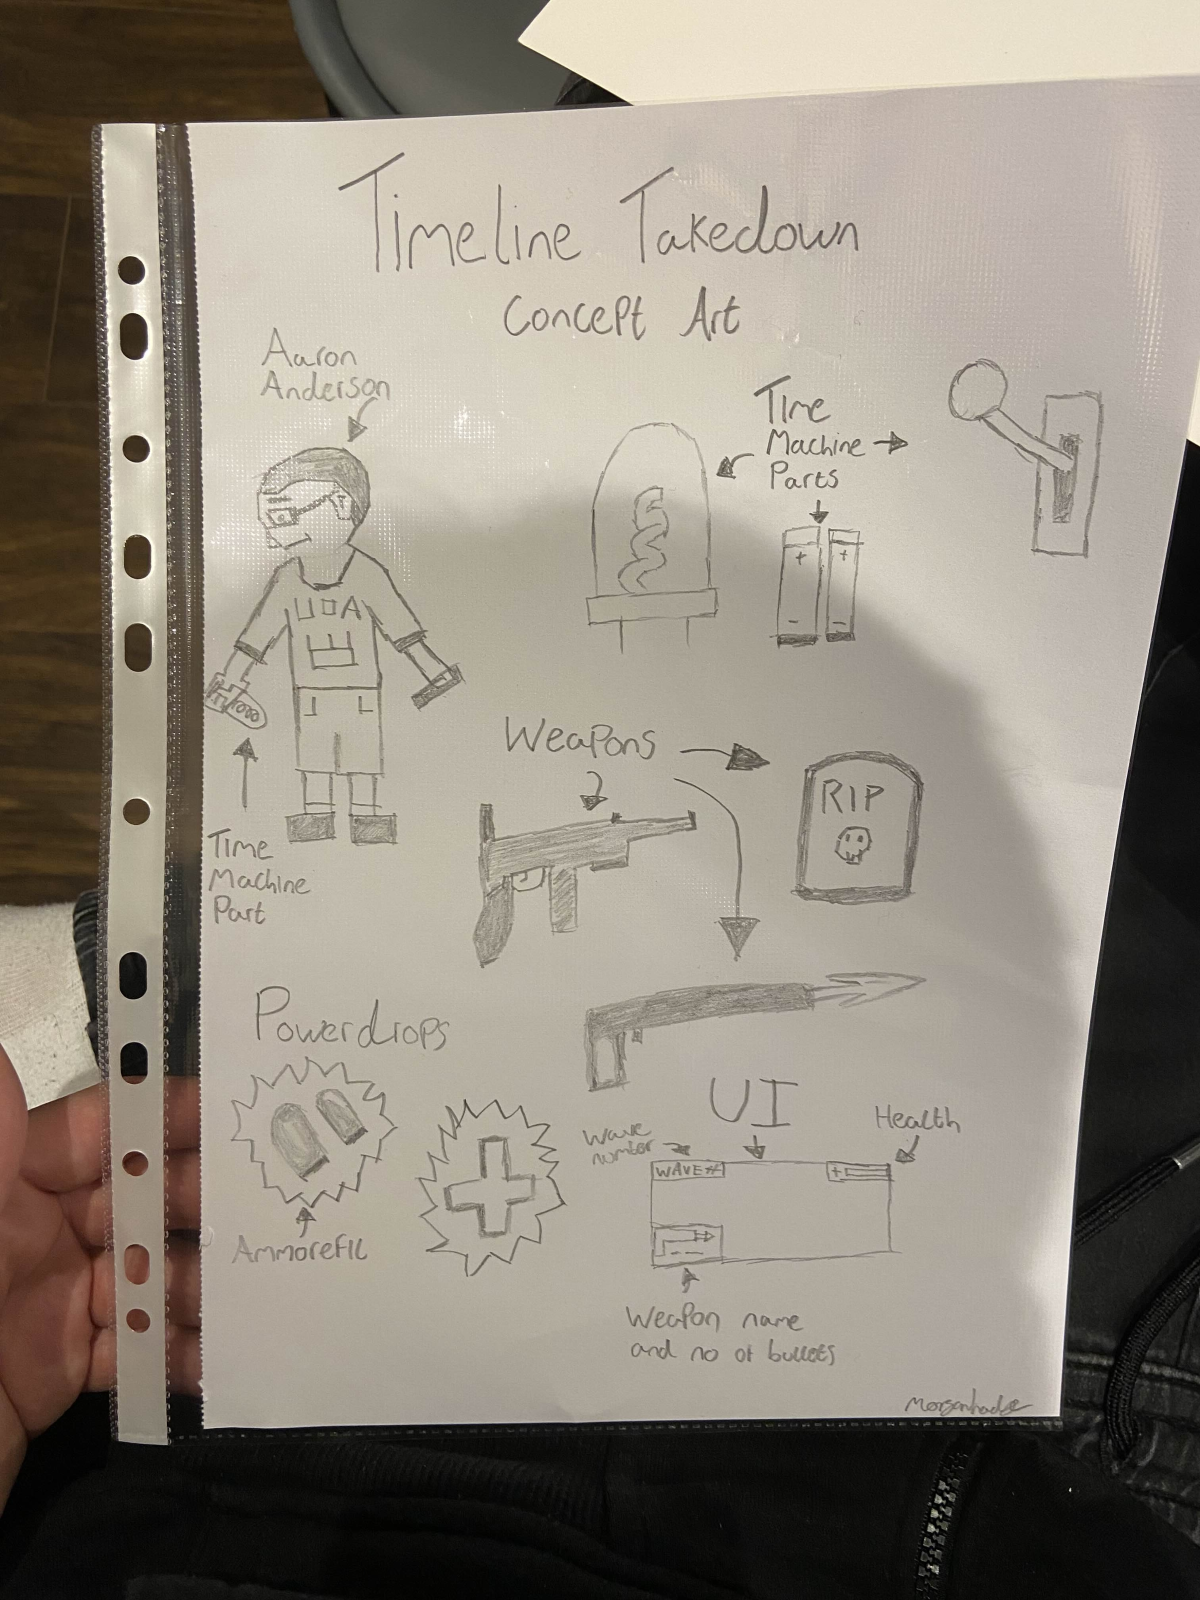 Timeline Takedown
Concept Art
Aaron
Anderson
Time
Machine
Parts
+ +
- -
Weapons
RIP
Time
Machine
Part
Powerdrops
UI
Health
Wave
number
WAVE#
+
Ammorefil
Weapon name
and no of bullets